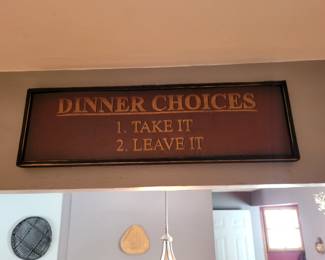 DINNER CHOICES
1. TAKE IT
2. LEAVE IT